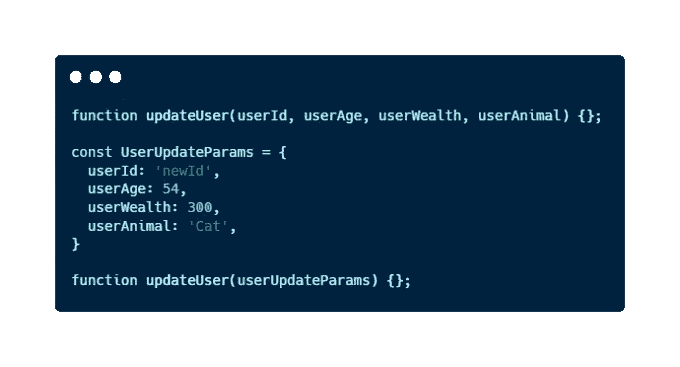 function updateUser(userId, userAge, userWealth, userAnimal) {};
const UserUpdateParams = {
userId: 'newId',
userAge: 54,
userWealth: 300,
userAnimal: 'Cat',
}
function updateUser(userUpdateParams) {};